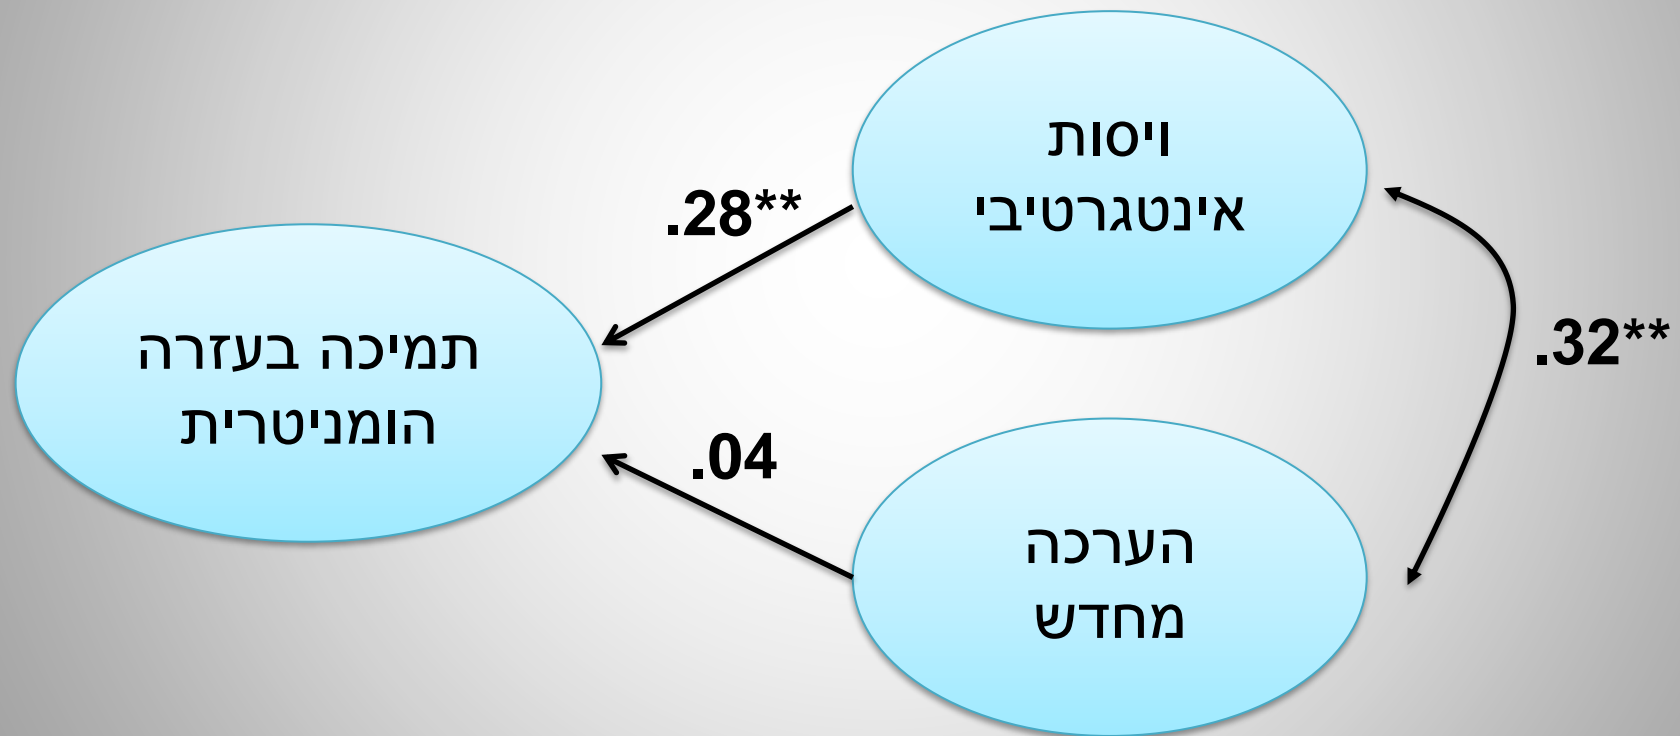 ויסות
אינטגרטיבי
.28**
תמיכה בעזרה
הומניטרית
.32**
.04
הערכה
מחדש